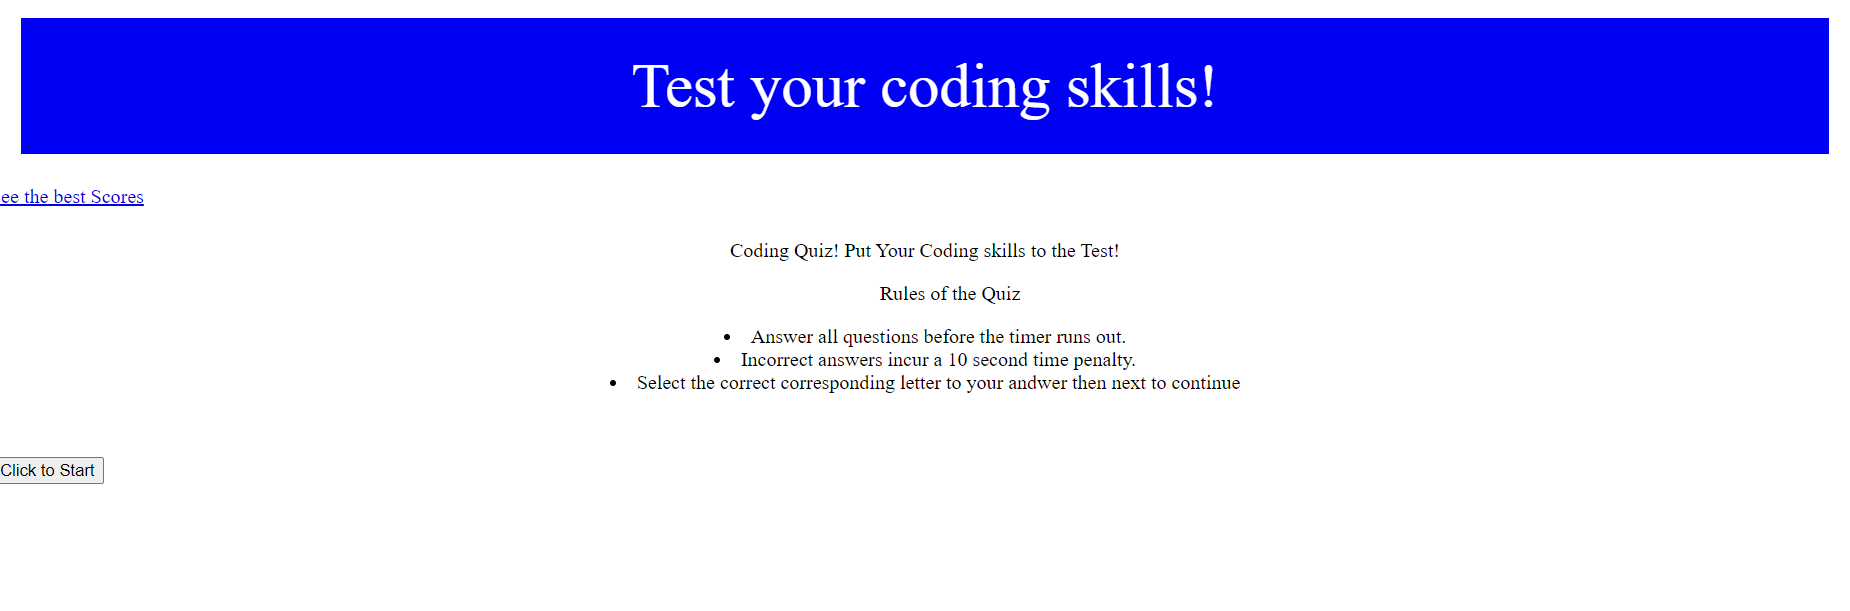 Test your coding skills!
ee the best Scores
Coding Quiz! Put Your Coding skills to the Test!
Rules of the Quiz
• Answer all questions before the timer runs out.
• Incorrect answers incur a 10 second time penalty.
• Select the correct corresponding letter to your andwer then next to continue
Click to Start